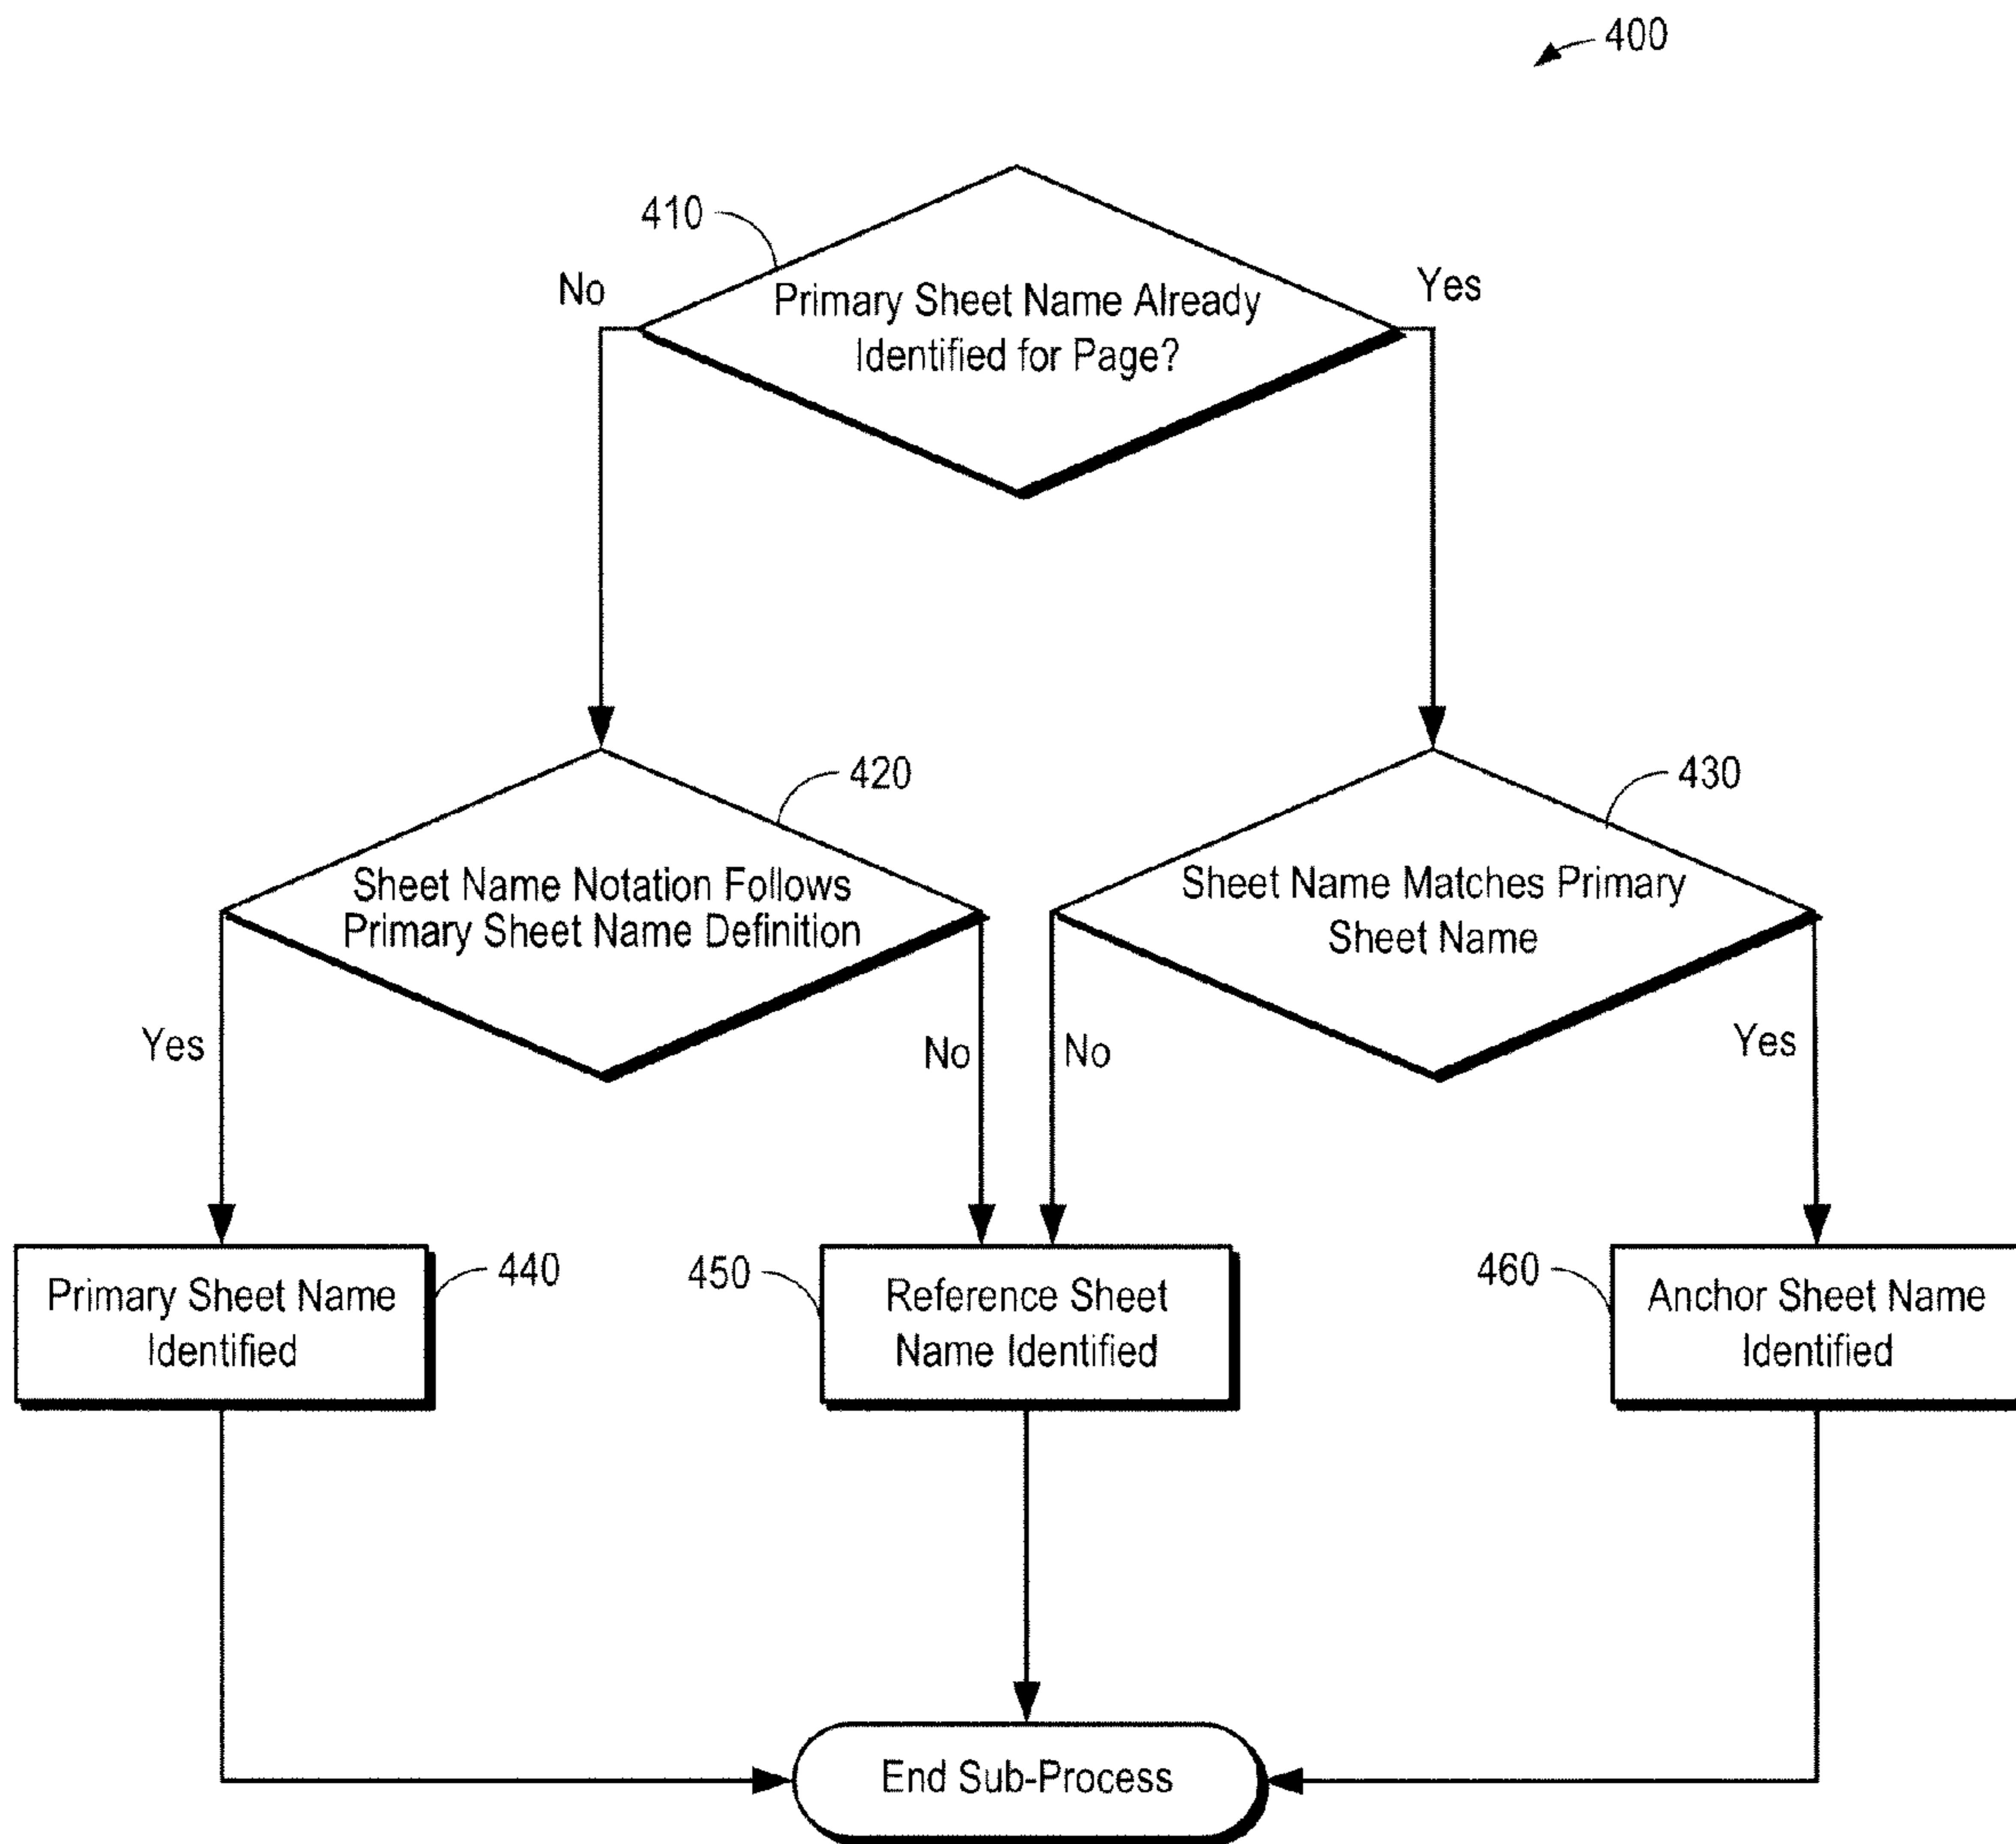 400
410
No
Yes
Primary Sheet Name Already
Identified for Page?
420
430
Sheet Name Notation Follows
Primary Sheet Name Definition
Sheet Name Matches Primary
Sheet Name
Yes
No
No
Yes
Primary Sheet Name
Identified
440
450
Reference Sheet
Name Identified
460
Anchor Sheet Name
Identified
End Sub-Process